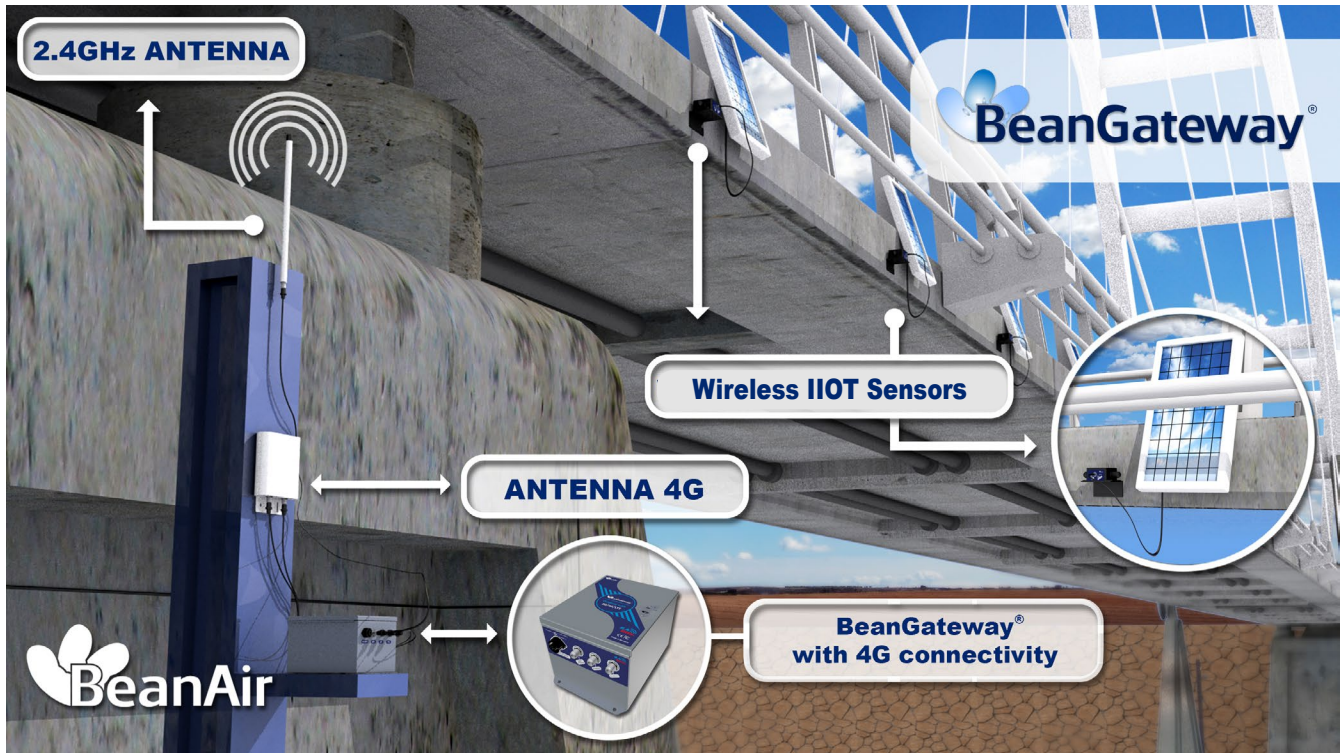 2.4GHz ANTENNA
BeanGateway®
Wireless IIOT Sensors
ANTENNA 4G
BeanGateway®
with 4G connectivity
BeanAir